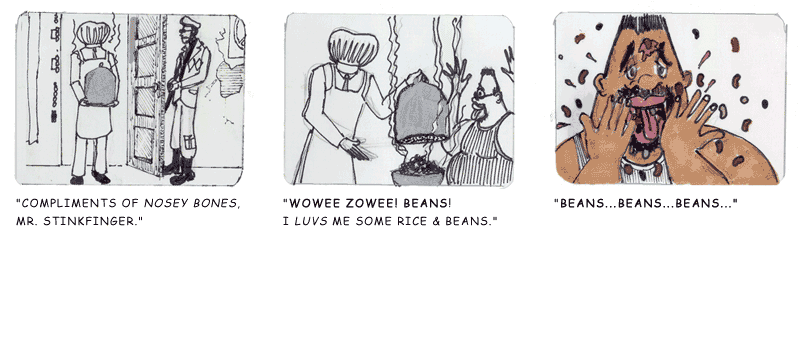 "COMPLIMENTS OF NOSEY BONES,
MR. STINKFINGER."
"WOWEE ZOWEE! BEANS!
I LUVS ME SOME RICE & BEANS."
"BEANS...BEANS...BEANS..."